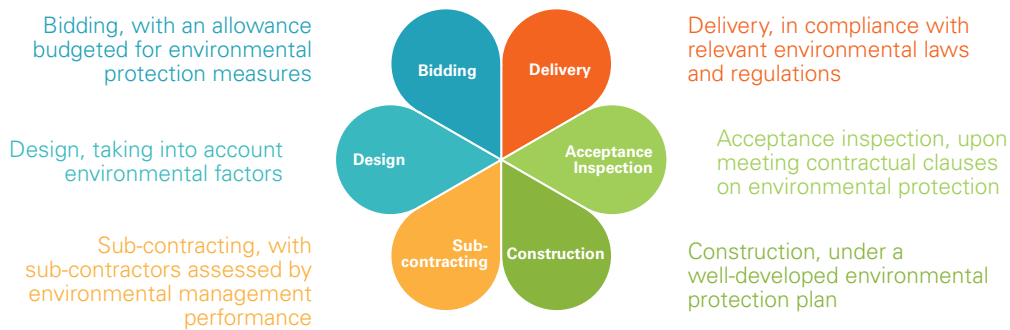 Bidding, with an allowance
budgeted for environmental
protection measures
Bidding
Delivery
Delivery, in compliance with
relevant environmental laws
and regulations
Design, taking into account
environmental factors
Design
Acceptance
Inspection
Acceptance inspection, upon
meeting contractual clauses
on environmental protection
Sub-contracting, with
sub-contractors assessed by
environmental management
performance
Sub-
contracting
Construction
Construction, under a
well-developed environmental
protection plan